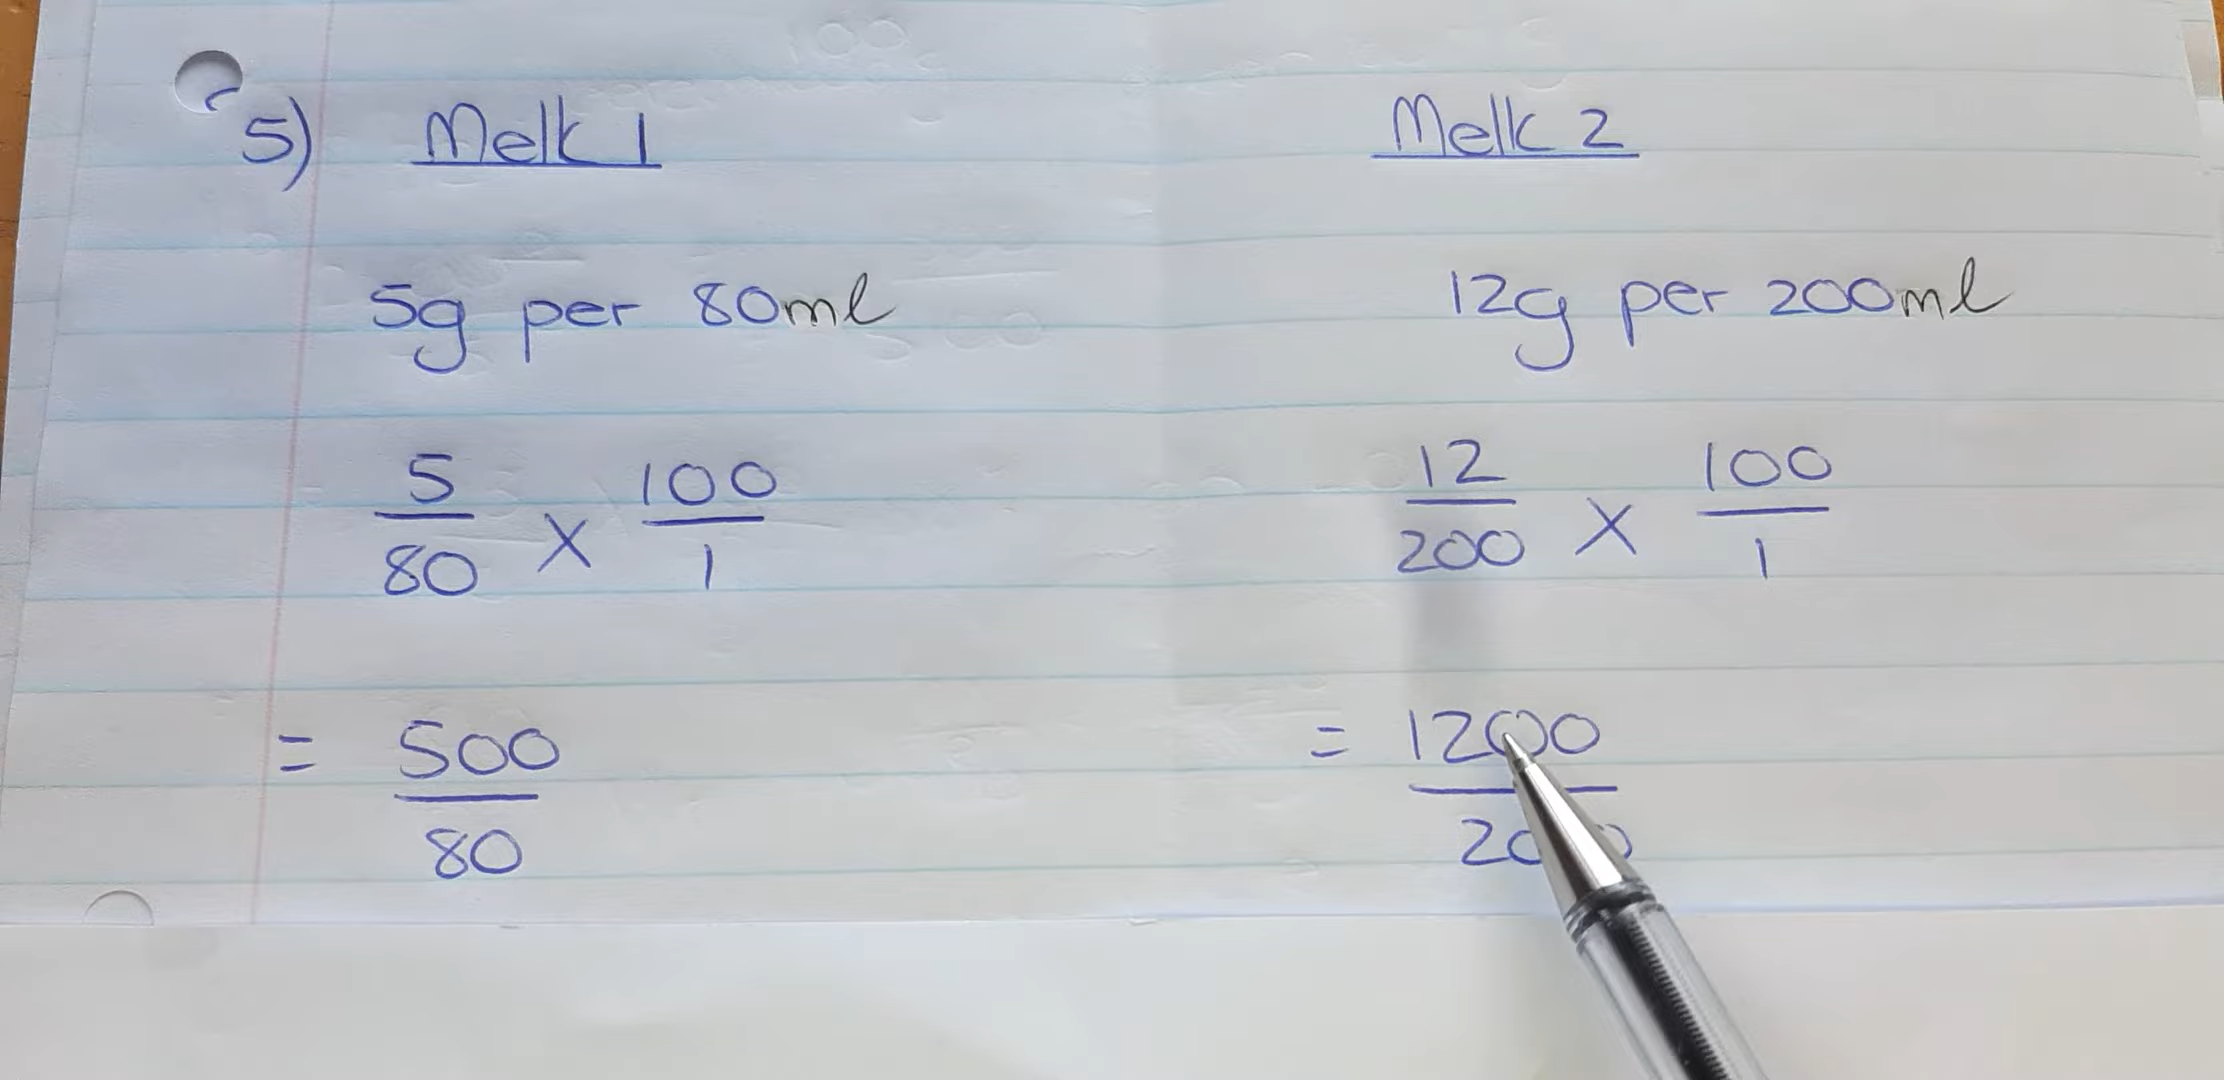 5) Melk 1
5g per 80ml
5/80 X 100/1
= 500/80
Melk 2
12g per 200ml
12/200 X 100/1
= 1200/200